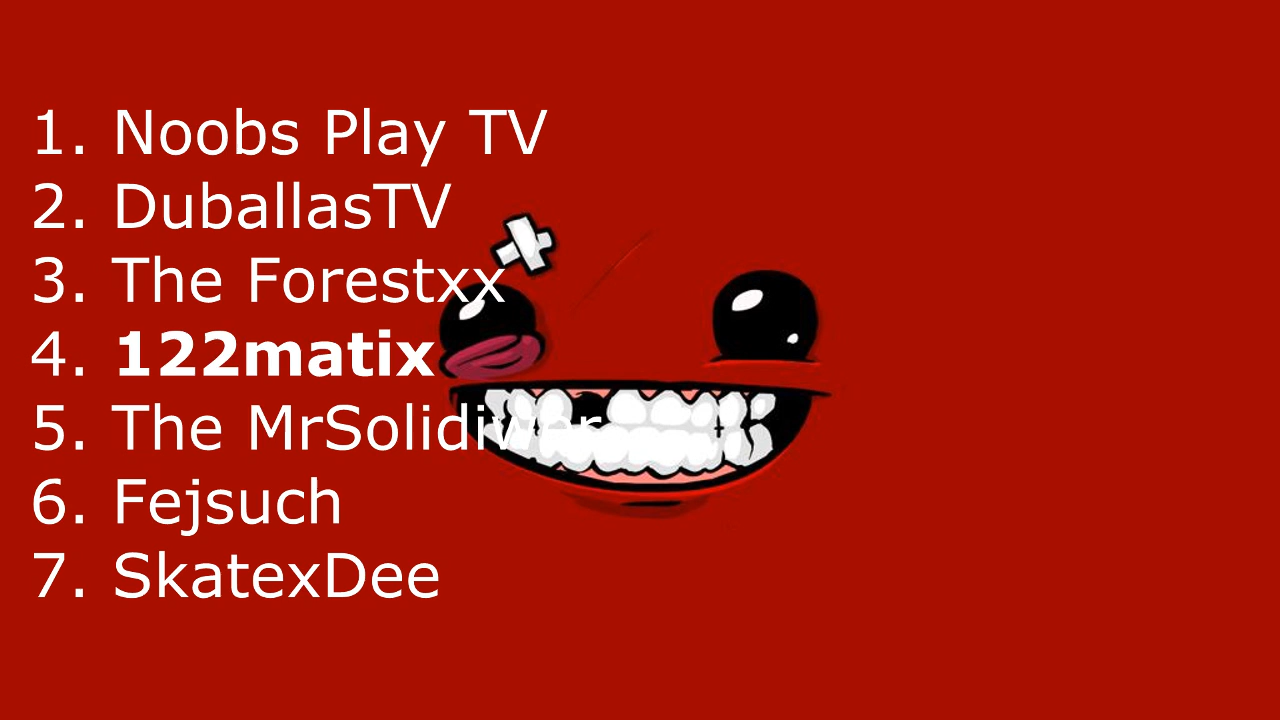 1. Noobs Play TV
2. DuballasTV
3. The Forestxx
4. 122matix
5. The
6. Fejsuch
7. SkatexDee